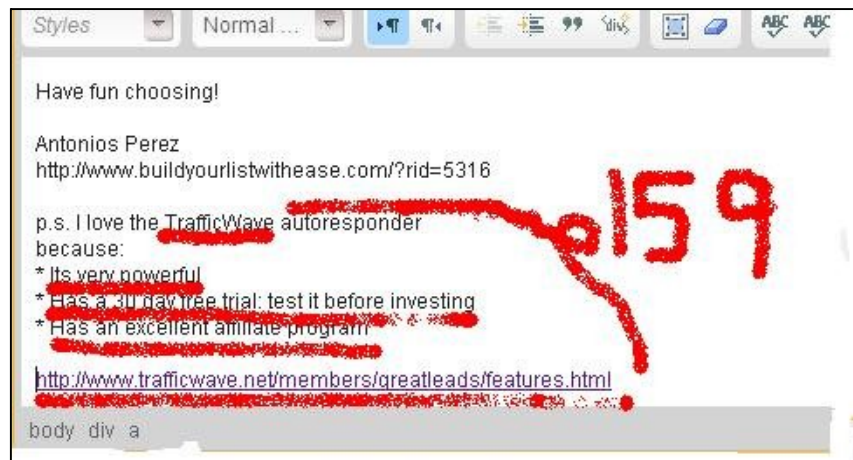 Styles Normal ... ABC ABC
Have fun choosing!
Antonios Perez
http://www.buildyourlistwithease.com/?rid=5316
p.s. I love the TrafficWave autoresponder
because:
* Its very powerful
* Has a 30 day free trial: test it before investing
* Has an excellent affiliate program
http://www.trafficwave.net/members/greatleads/features.html
159
body div a